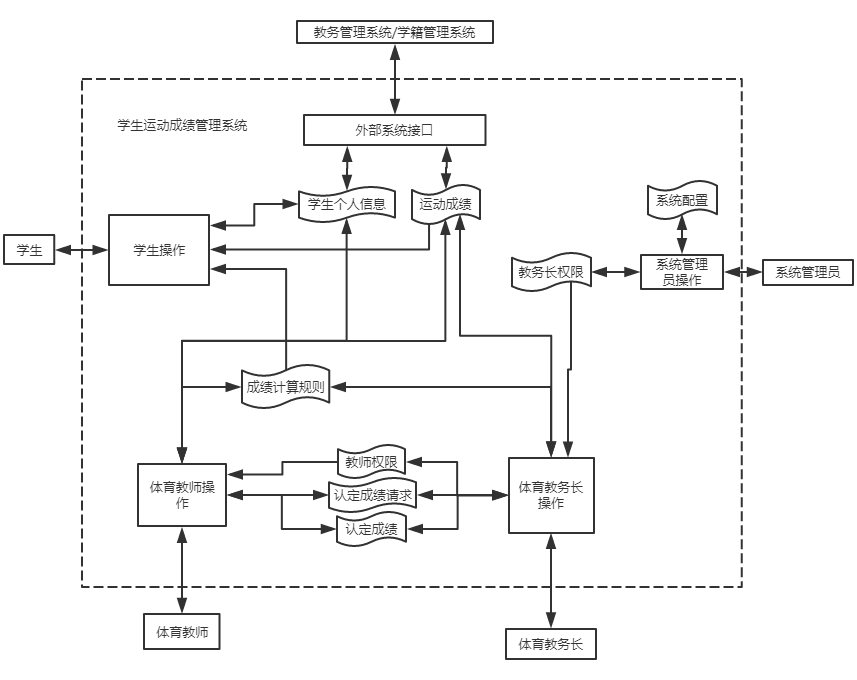 教务管理系统/学籍管理系统
学生运动成绩管理系统
外部系统接口
学生个人信息
运动成绩
系统配置
学生
学生操作
教务长权限
系统管理
员操作
系统管理员
成绩计算规则
教师权限
体育教师操
作
认定成绩请求
体育教务长
操作
认定成绩
体育教师
体育教务长